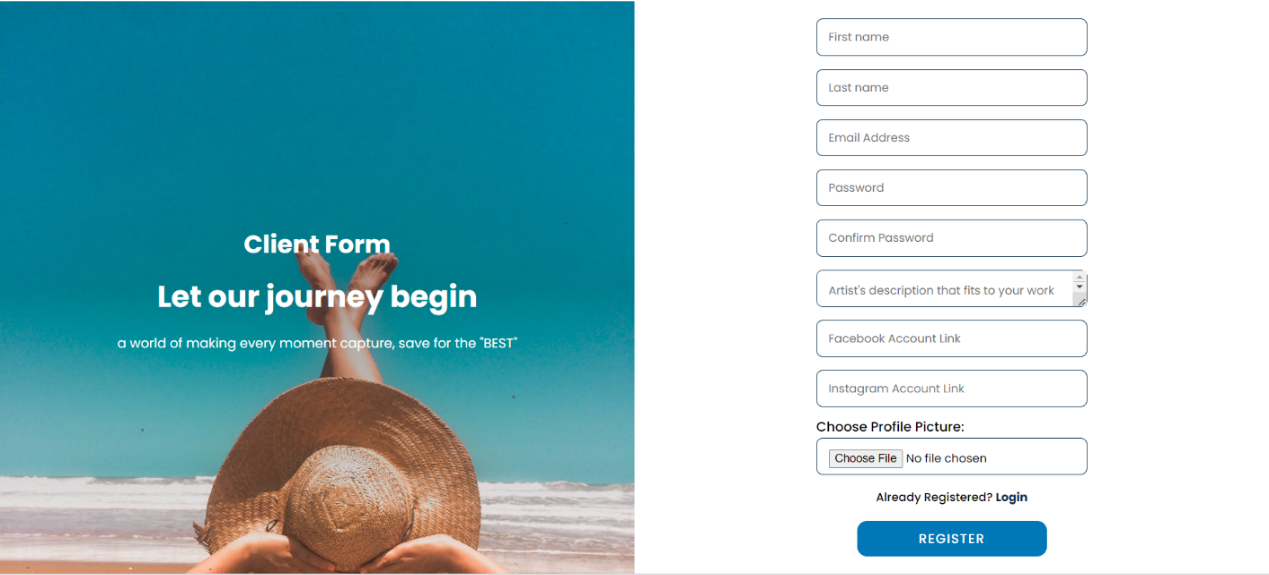 Client Form
Let our journey begin
a world of making every moment capture, save for the "BEST"
First name
Last name
Email Address
Password
Confirm Password
Artist's description that fits to your work
Facebook Account Link
Instagram Account Link
Choose Profile Picture:
Choose File No file chosen
Already Registered? Login
REGISTER